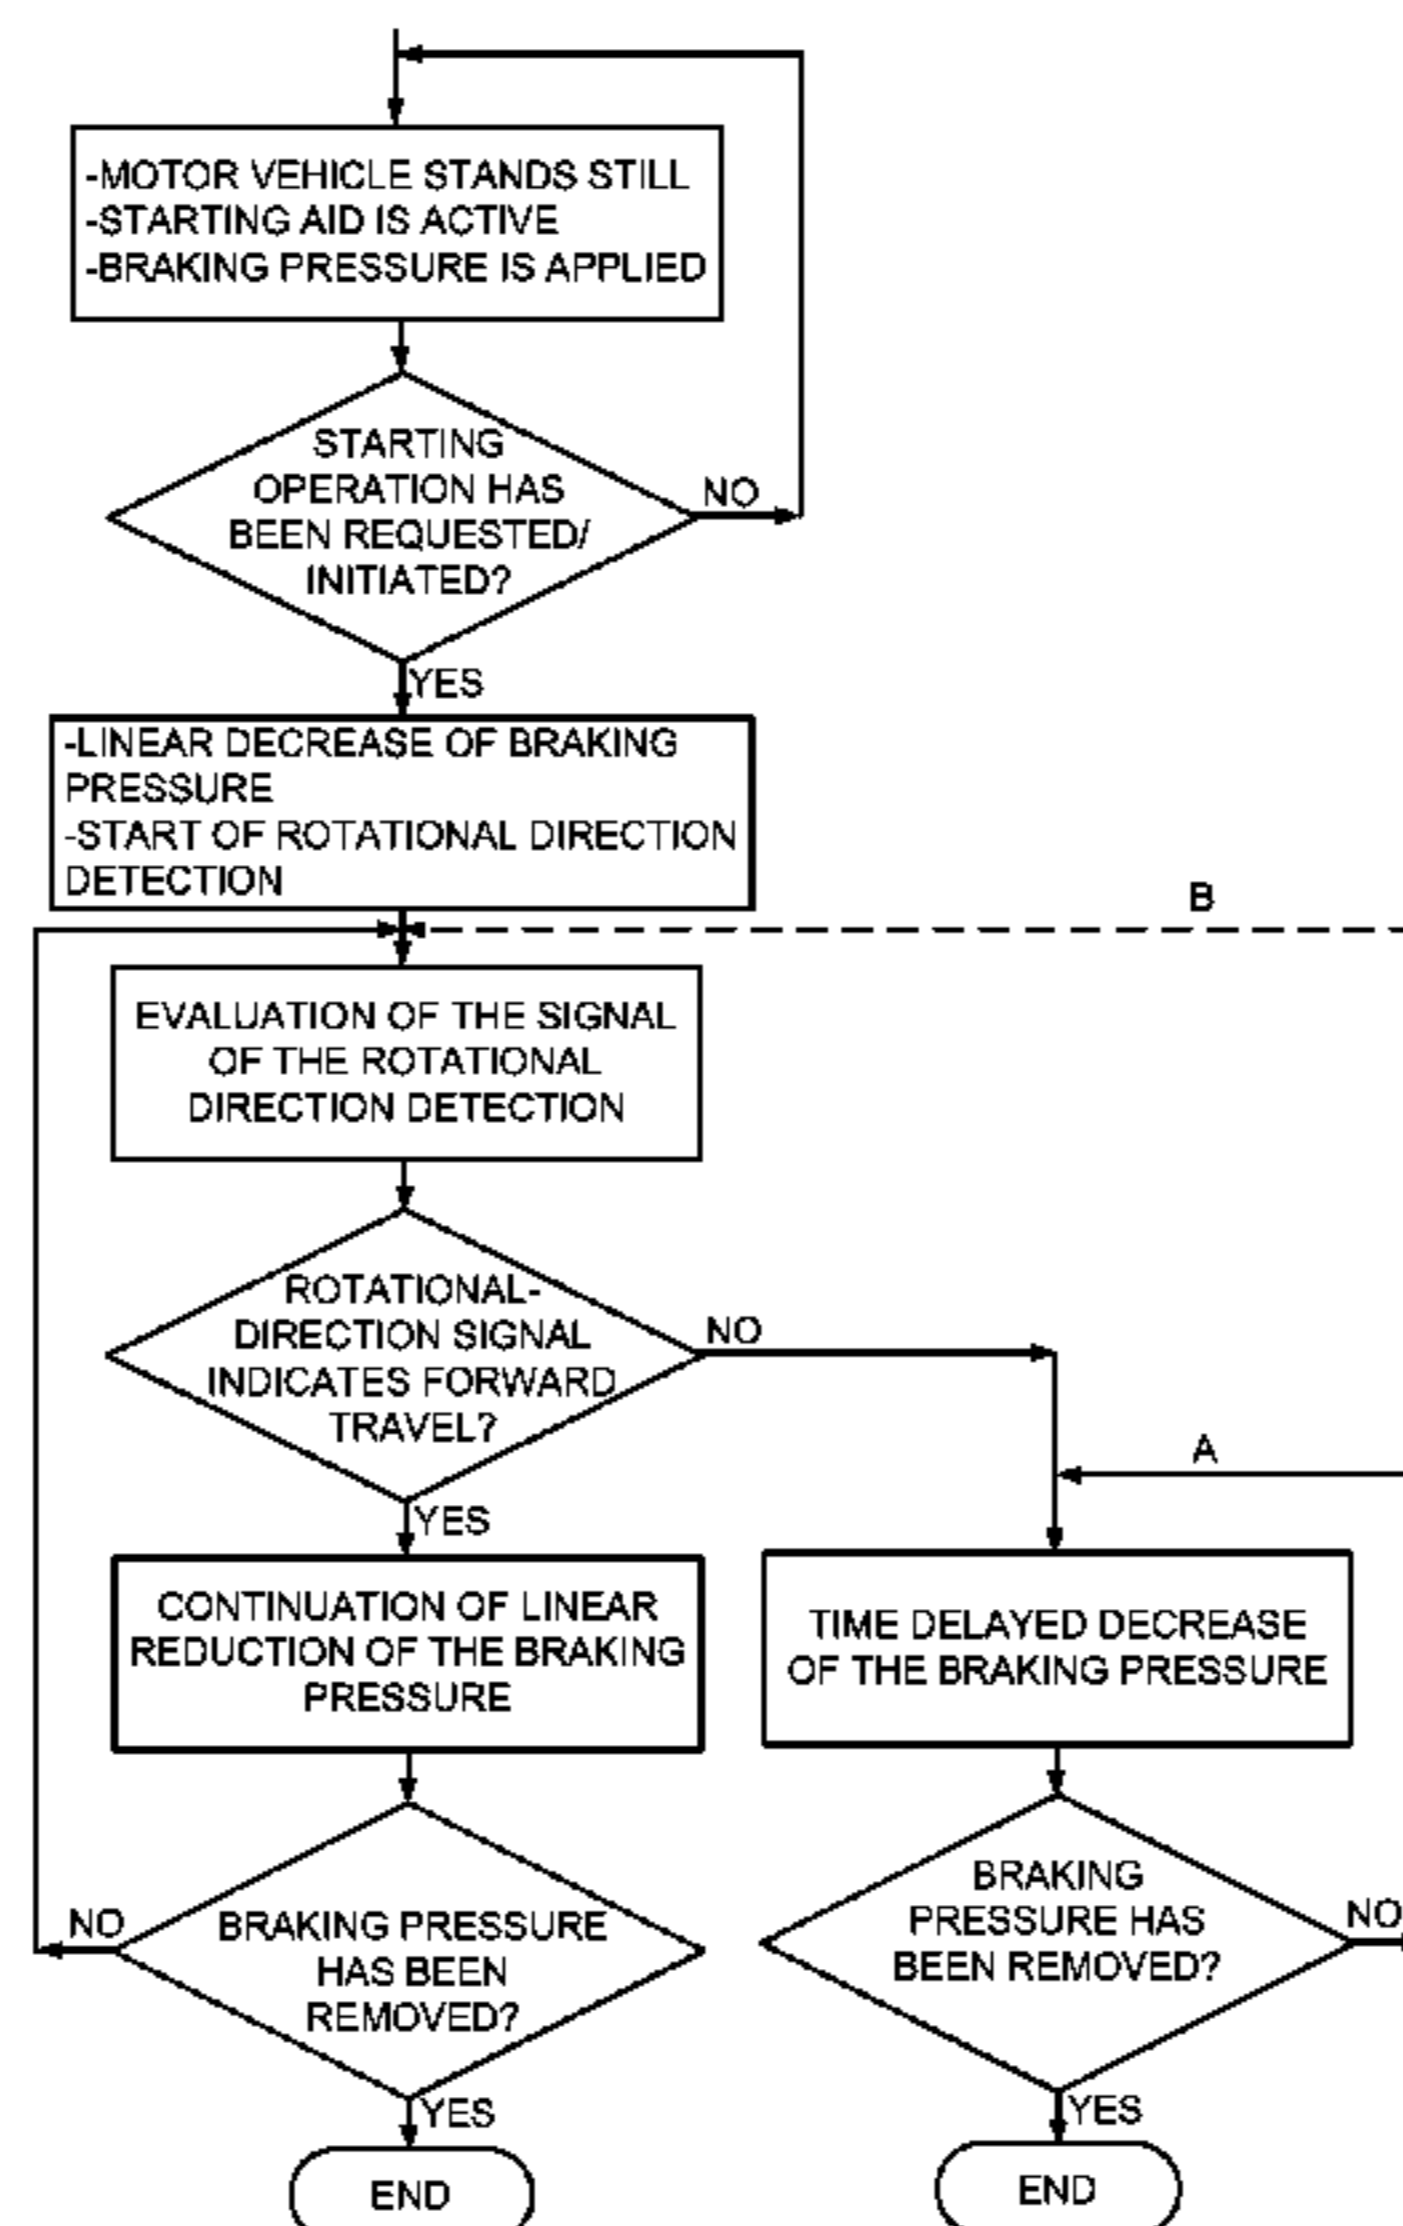 -MOTOR VEHICLE STANDS STILL
-STARTING AID IS ACTIVE
-BRAKING PRESSURE IS APPLIED
STARTING
OPERATION HAS
BEEN REQUESTED/
INITIATED?
NO
YES
-LINEAR DECREASE OF BRAKING
PRESSURE
-START OF ROTATIONAL DIRECTION
DETECTION
B
EVALUATION OF THE SIGNAL
OF THE ROTATIONAL
DIRECTION DETECTION
ROTATIONAL-
DIRECTION SIGNAL
INDICATES FORWARD
TRAVEL?
NO
A
YES
CONTINUATION OF LINEAR
REDUCTION OF THE BRAKING
PRESSURE
TIME DELAYED DECREASE
OF THE BRAKING PRESSURE
NO
BRAKING PRESSURE
HAS BEEN
REMOVED?
BRAKING
PRESSURE HAS
BEEN REMOVED?
NO
YES
YES
END
END